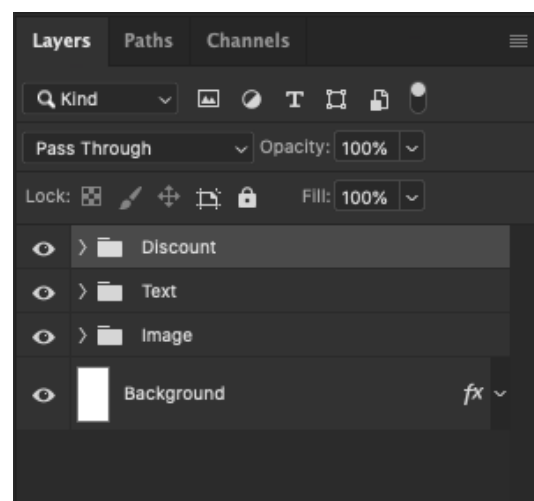 Layers Paths Channels
Kind
Pass Through Opacity: 100%
Lock: Fill: 100%
Discount
Text
Image
Background fx